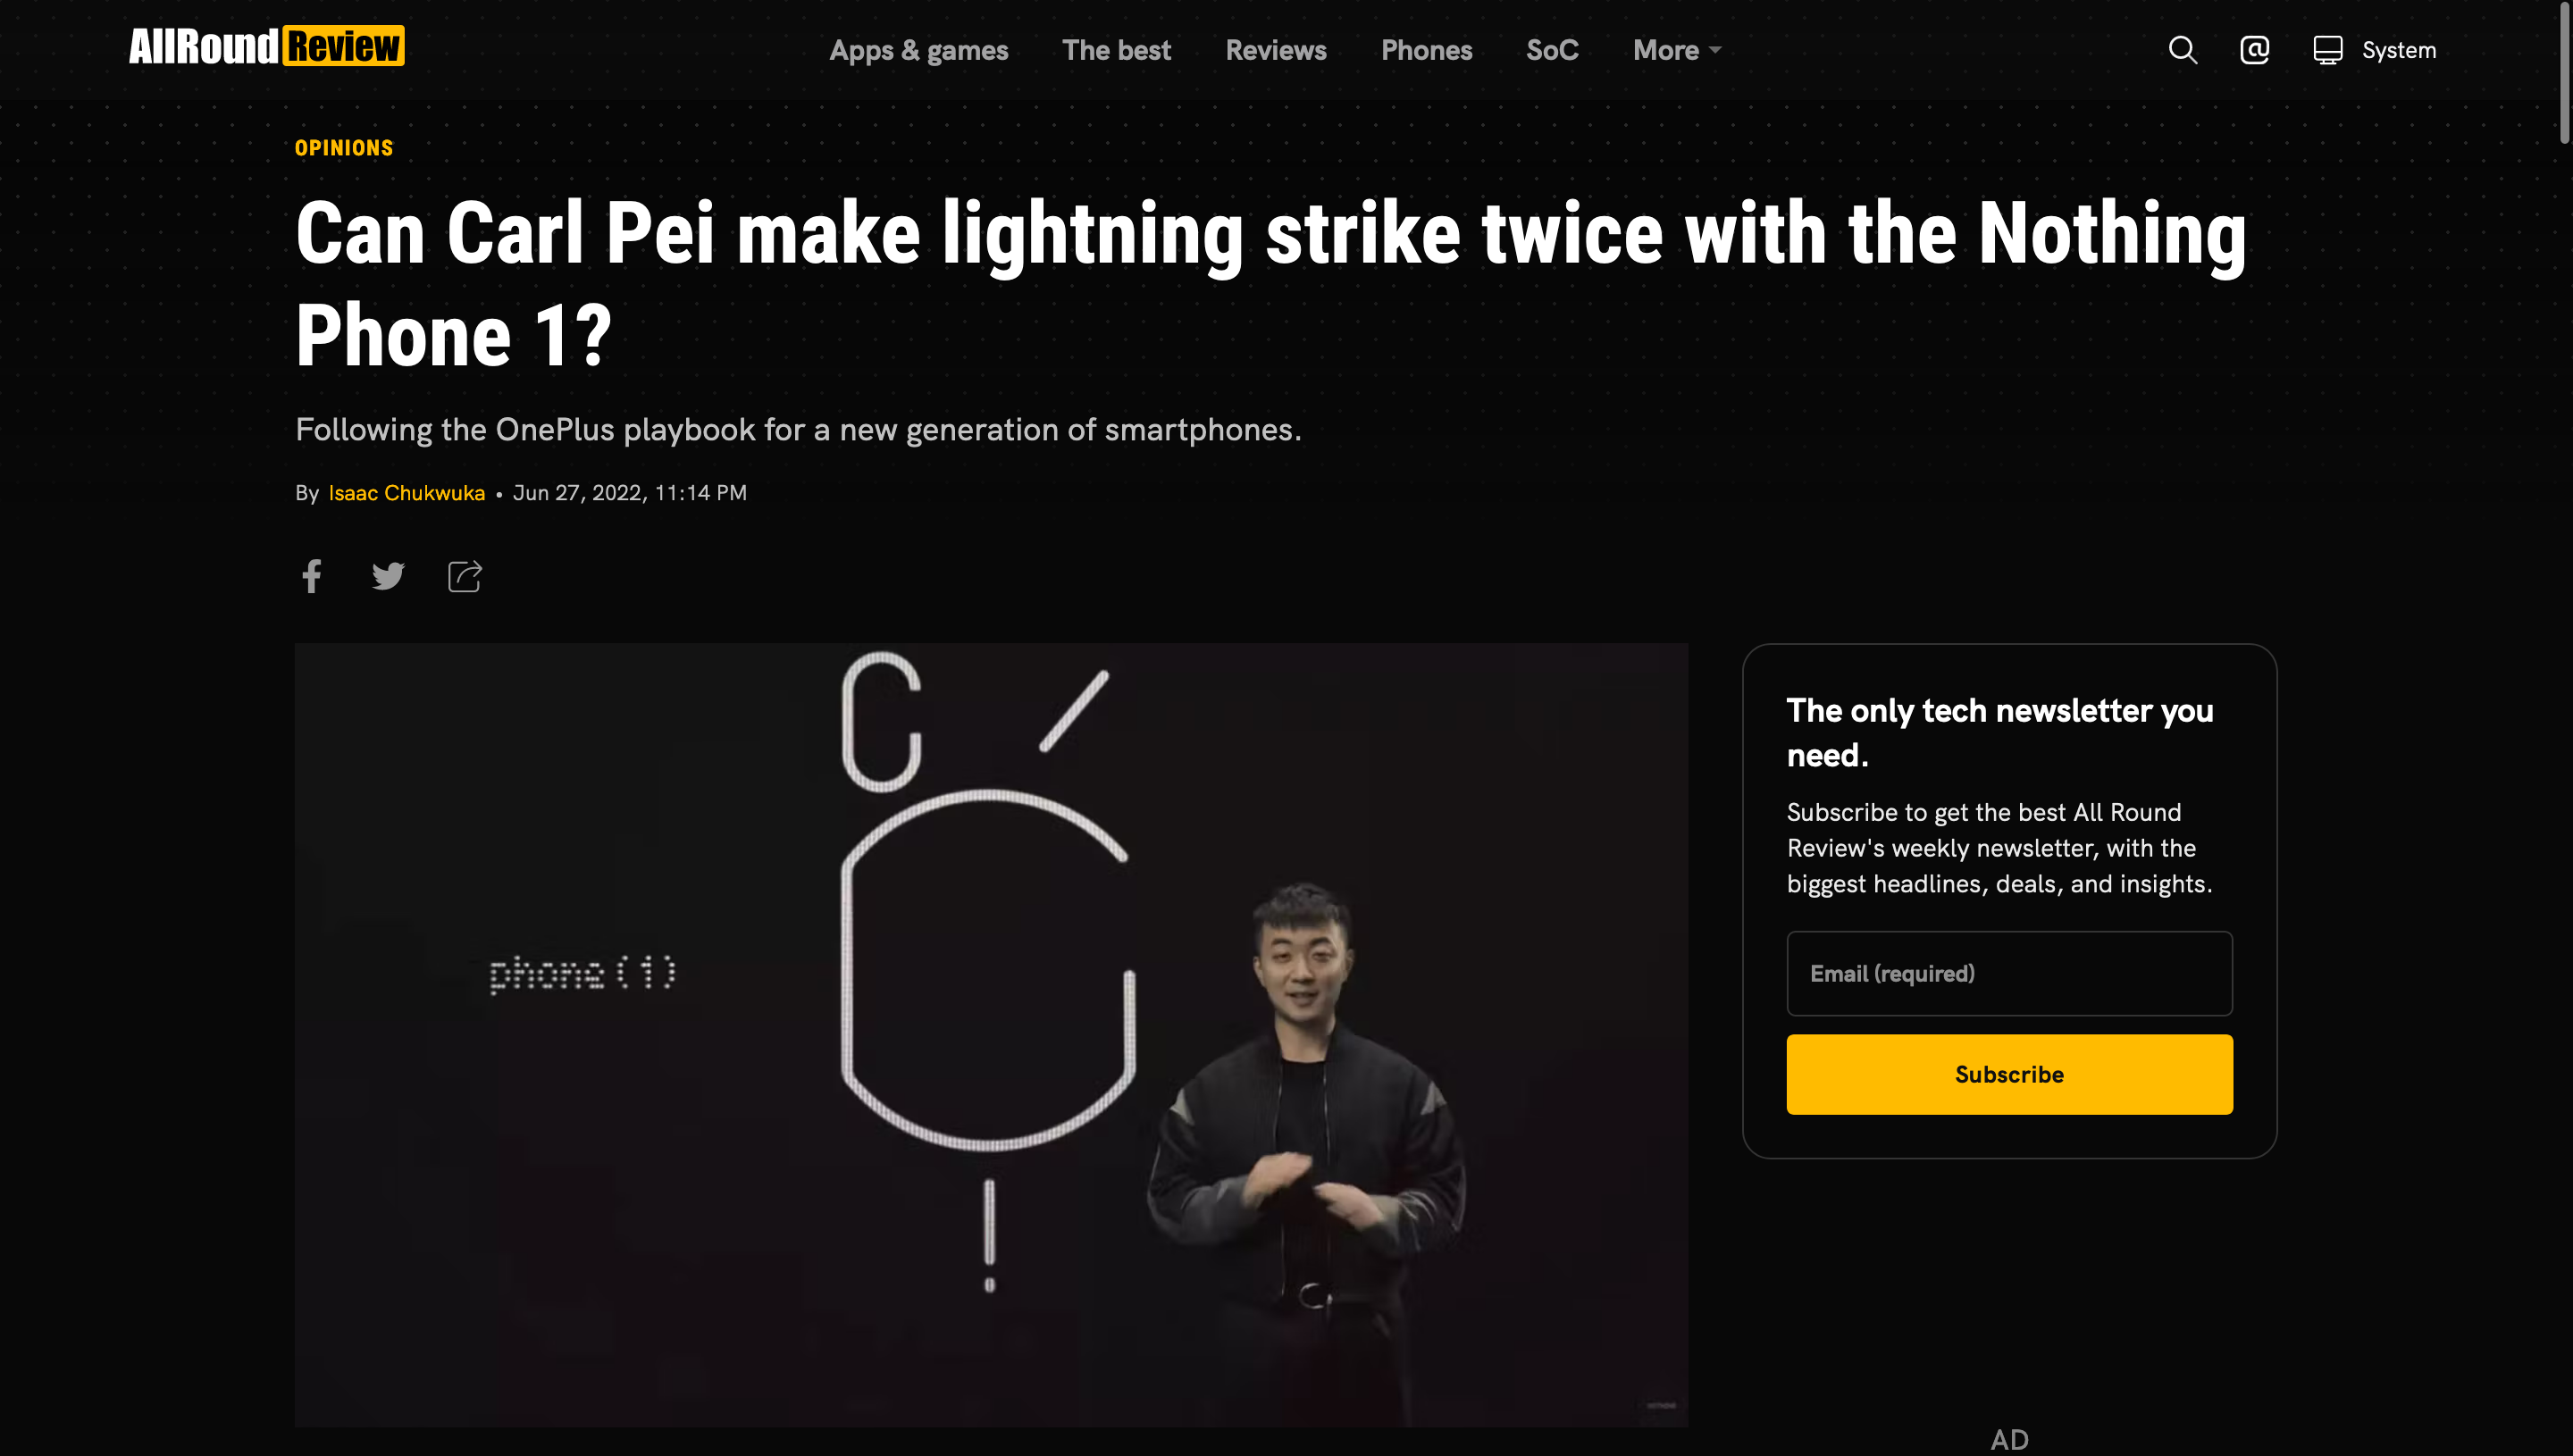 AllRound Review
Apps & games
The best
Reviews
Phones
SoC
More
System
OPINIONS
Can Carl Pei make lightning strike twice with the Nothing
Phone 1?
Following the OnePlus playbook for a new generation of smartphones.
By Isaac Chukwuka • Jun 27, 2022, 11:14 PM
phone (1)
The only tech newsletter you
need.
Subscribe to get the best All Round
Review's weekly newsletter, with the
biggest headlines, deals, and insights.
Email (required)
Subscribe
AD